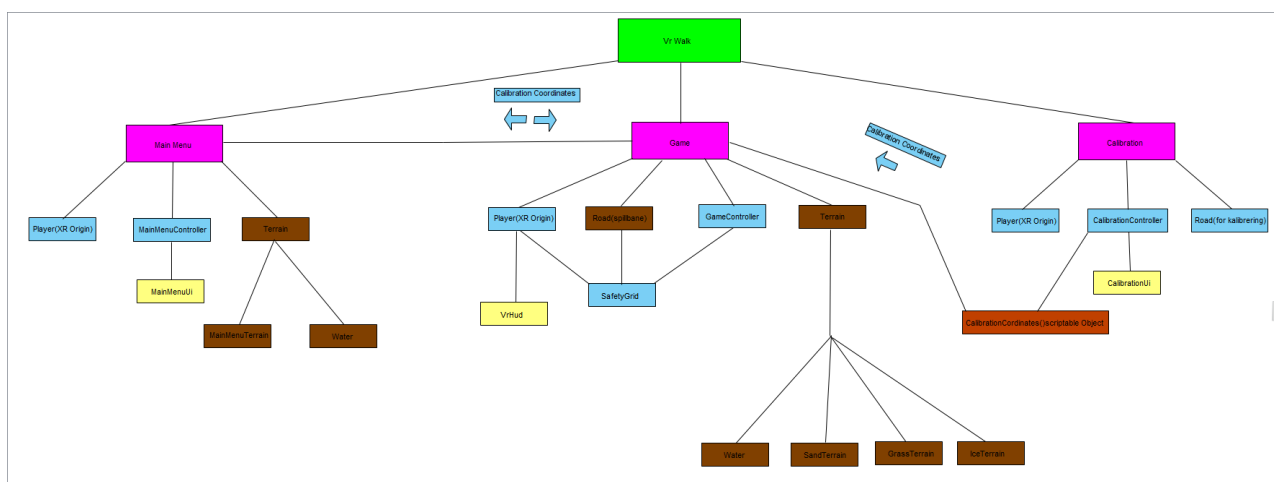 Vr Walk
Calibration Coordinates
Calibration Coordinates
Main Menu
Game
Calibration
Player(XR Origin)
MainMenuController
Terrain
Player(XR Origin)
Road(spillbane)
GameController
Terrain
Player(XR Origin)
CalibrationController
Road(for kalibrering)
MainMenuUi
SafetyGrid
CalibrationUi
VrHud
CalibrationCordinates()scriptable Object
MainMenuTerrain
Water
Water
SandTerrain
GrassTerrain
IceTerrain